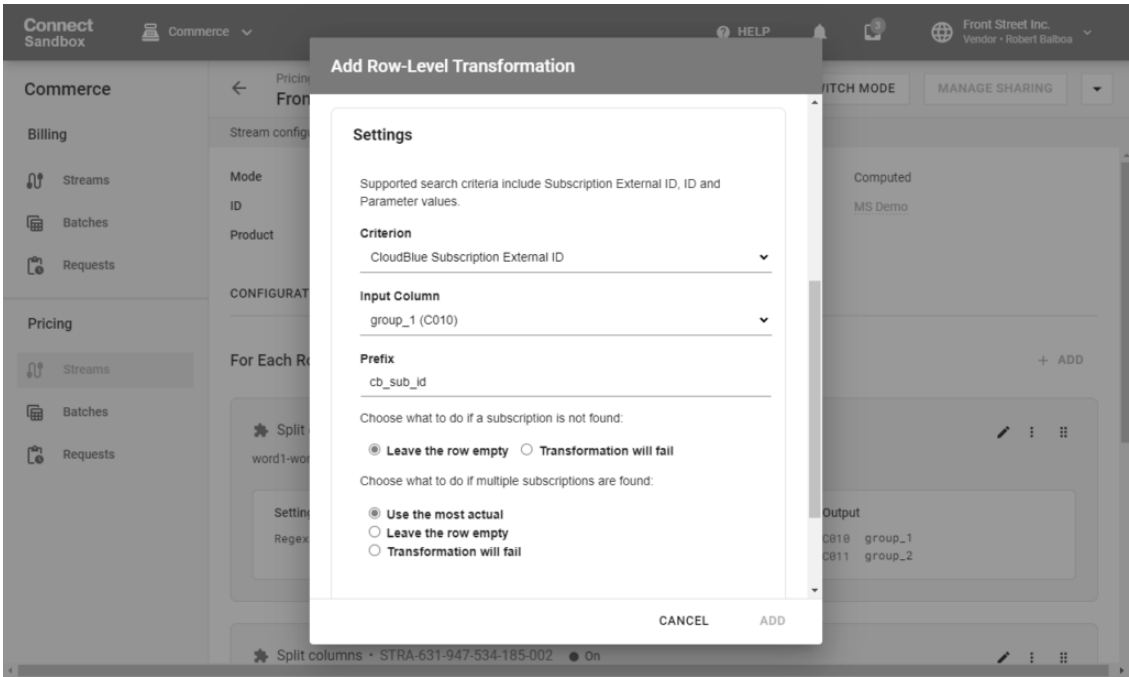 Connect
Sandbox
Commerce
HELP
3
Front Street Inc.
Vendor • Robert Balboa
Commerce
Billing
Streams
Batches
Requests
Pricing
Streams
Batches
Requests
Pricin
Fron
ITCH MODE
MANAGE SHARING
Stream config
Mode
ID
Product
Computed
MS Demo
CONFIGURAT
For Each Ro
+ ADD
Split
word1-wor
Setting
Regex
Output
C010 group_1
C011 group_2
Split columns • STRA-631-947-534-185-002 On
Add Row-Level Transformation
Settings
Supported search criteria include Subscription External ID, ID and
Parameter values.
Criterion
CloudBlue Subscription External ID
Input Column
group_1 (C010)
Prefix
cb_sub_id
Choose what to do if a subscription is not found:
Leave the row empty Transformation will fail
Choose what to do if multiple subscriptions are found:
Use the most actual
Leave the row empty
Transformation will fail
CANCEL ADD